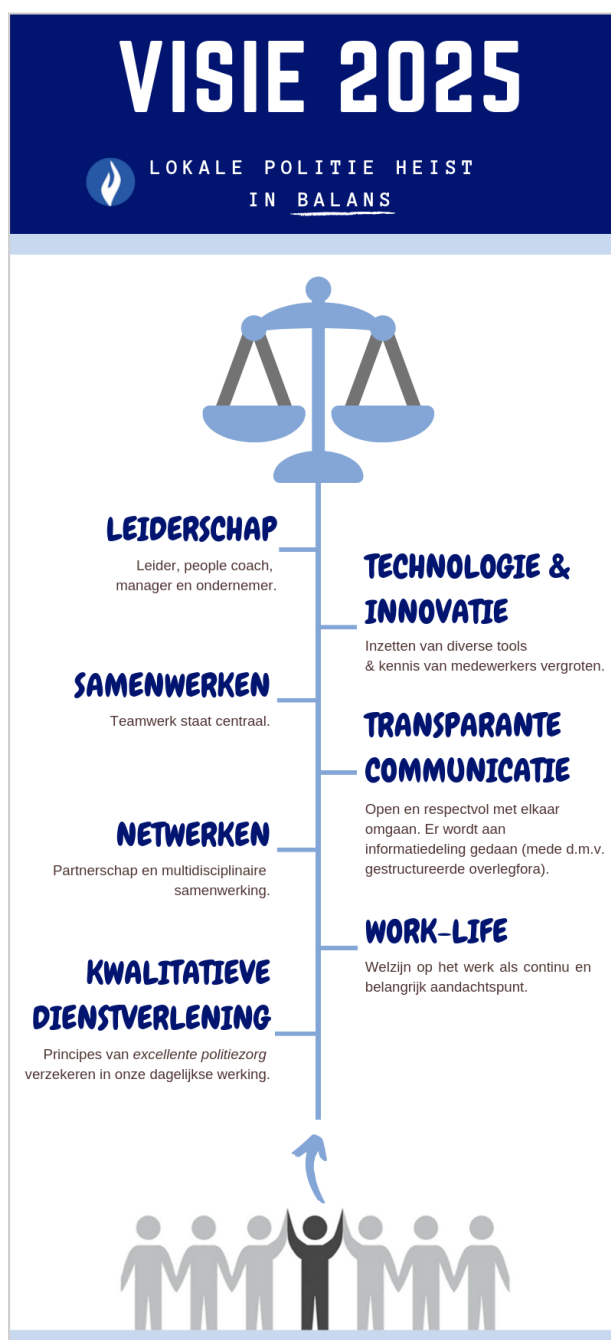 VISIE 2025
LOKALE POLITIE HEIST
IN BALANS
LEIDERSCHAP
Leider, people coach,
manager en ondernemer.
TECHNOLOGIE &
INNOVATIE
Inzetten van diverse tools
& kennis van medewerkers vergroten.
SAMENWERKEN
Teamwerk staat centraal.
TRANSPARANTE
COMMUNICATIE
Open en respectvol met elkaar
omgaan. Er wordt aan
informatiedeling gedaan (mede d.m.v.
gestructureerde overlegfora).
NETWERKEN
Partnerschap en multidisciplinaire
samenwerking.
WORK-LIFE
Welzijn op het werk als continu en
belangrijk aandachtspunt.
KWALITATIEVE
DIENSTVERLENING
Principes van excellente politiezorg
verzekeren in onze dagelijkse werking.